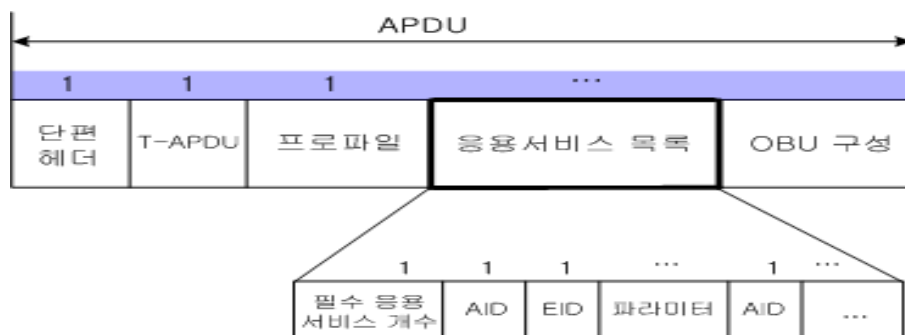 APDU
1 1 1 ...
단편 헤더 T-APDU 프로파일 응용서비스 목록 OBU 구성
1 1 1 ... 1 ...
필수 응용 서비스 개수 AID EID 파라미터 AID ...